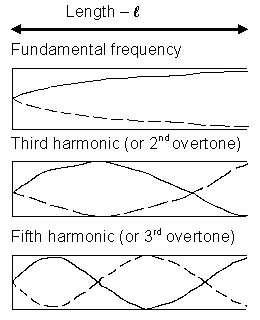 Length – ℓ
Fundamental frequency
Third harmonic (or 2nd overtone)
Fifth harmonic (or 3rd overtone)